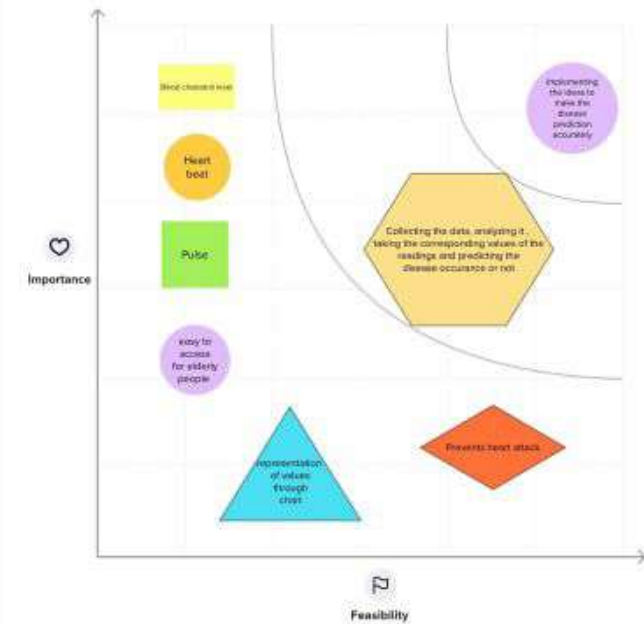 Blood cholestrol level
Implementing
the ideas to
make the
disease
prediction
accurately
Heart
beat
Collecting the data, analyzing it ,
taking the corresponding values of the
readings and predicting the
disease occurance or not
Pulse
Importance
easy to
access
for elderly
people
Prevents heart attack
representation
of values
through
chart
Feasibility